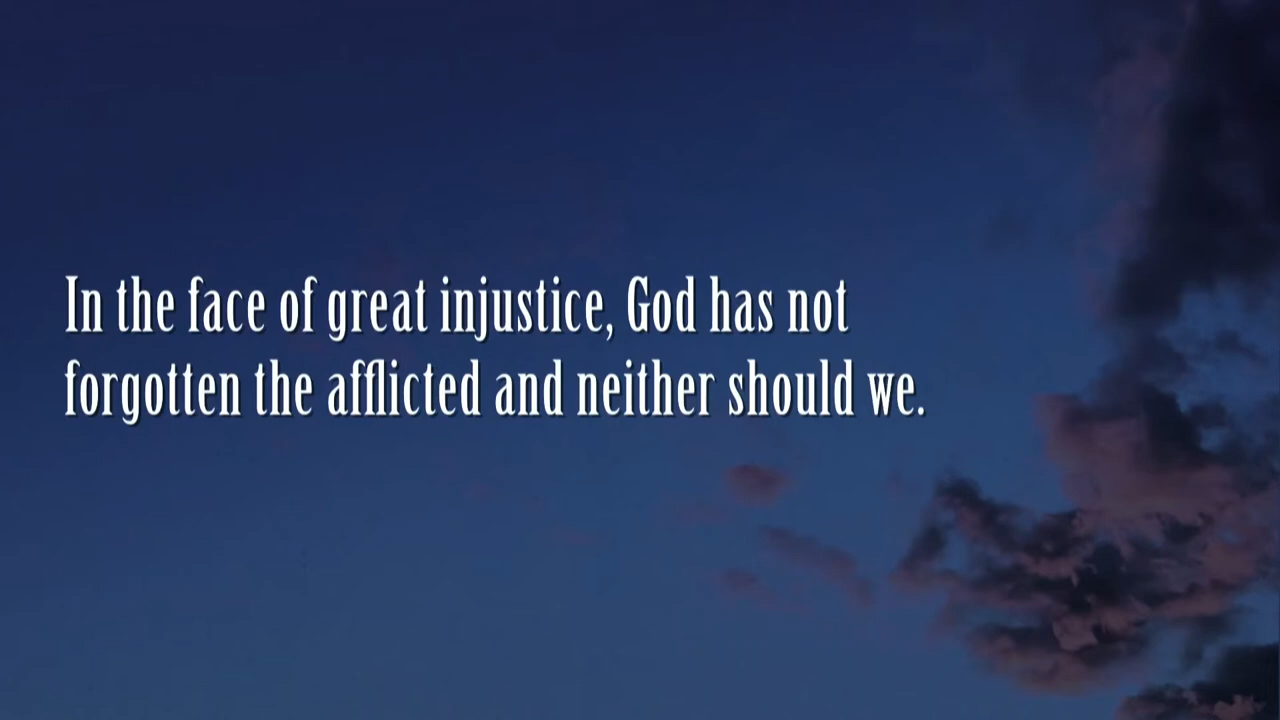 In the face of great injustice, God has not
forgotten the afflicted and neither should we.